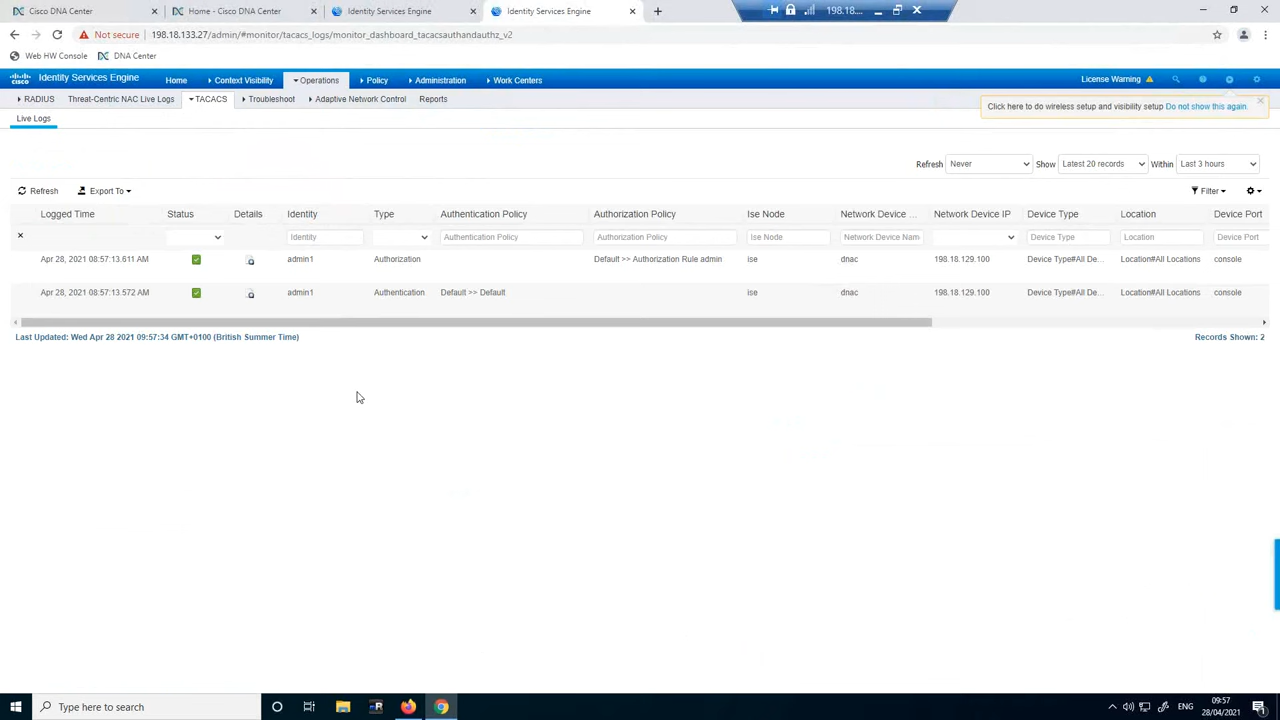 Cisco DNA Center
Home - Cisco DNA Center
Identity Services Engine
Identity Services Engine
198.18....
Not secure
198.18.133.27/admin/#monitor/tacacs_logs/monitor_dashboard_tacacsauthandauthz_v2
Web HW Console
DNA Center
cisco
Identity Services Engine
Home
Context Visibility
Operations
Policy
Administration
Work Centers
License Warning
RADIUS
Threat-Centric NAC Live Logs
TACACS
Troubleshoot
Adaptive Network Control
Reports
Click here to do wireless setup and visibility setup Do not show this again.
Live Logs
Refresh
Never
Show
Latest 20 records
Within
Last 3 hours
Refresh
Export To
Filter
Logged Time
Status
Details
Identity
Type
Authentication Policy
Authorization Policy
Ise Node
Network Device ...
Network Device IP
Device Type
Location
Device Port
Identity
Authentication Policy
Authorization Policy
Ise Node
Network Device Name
Device Type
Location
Device Port
Apr 28, 2021 08:57:13.611 AM
admin1
Authorization
Default >> Authorization Rule admin
ise
dnac
198.18.129.100
Device Type#All De...
Location#All Locations
console
Apr 28, 2021 08:57:13.572 AM
admin1
Authentication
Default >> Default
ise
dnac
198.18.129.100
Device Type#All De...
Location#All Locations
console
Last Updated: Wed Apr 28 2021 09:57:34 GMT+0100 (British Summer Time)
Records Shown: 2
Type here to search
ENG
09:57
28/04/2021